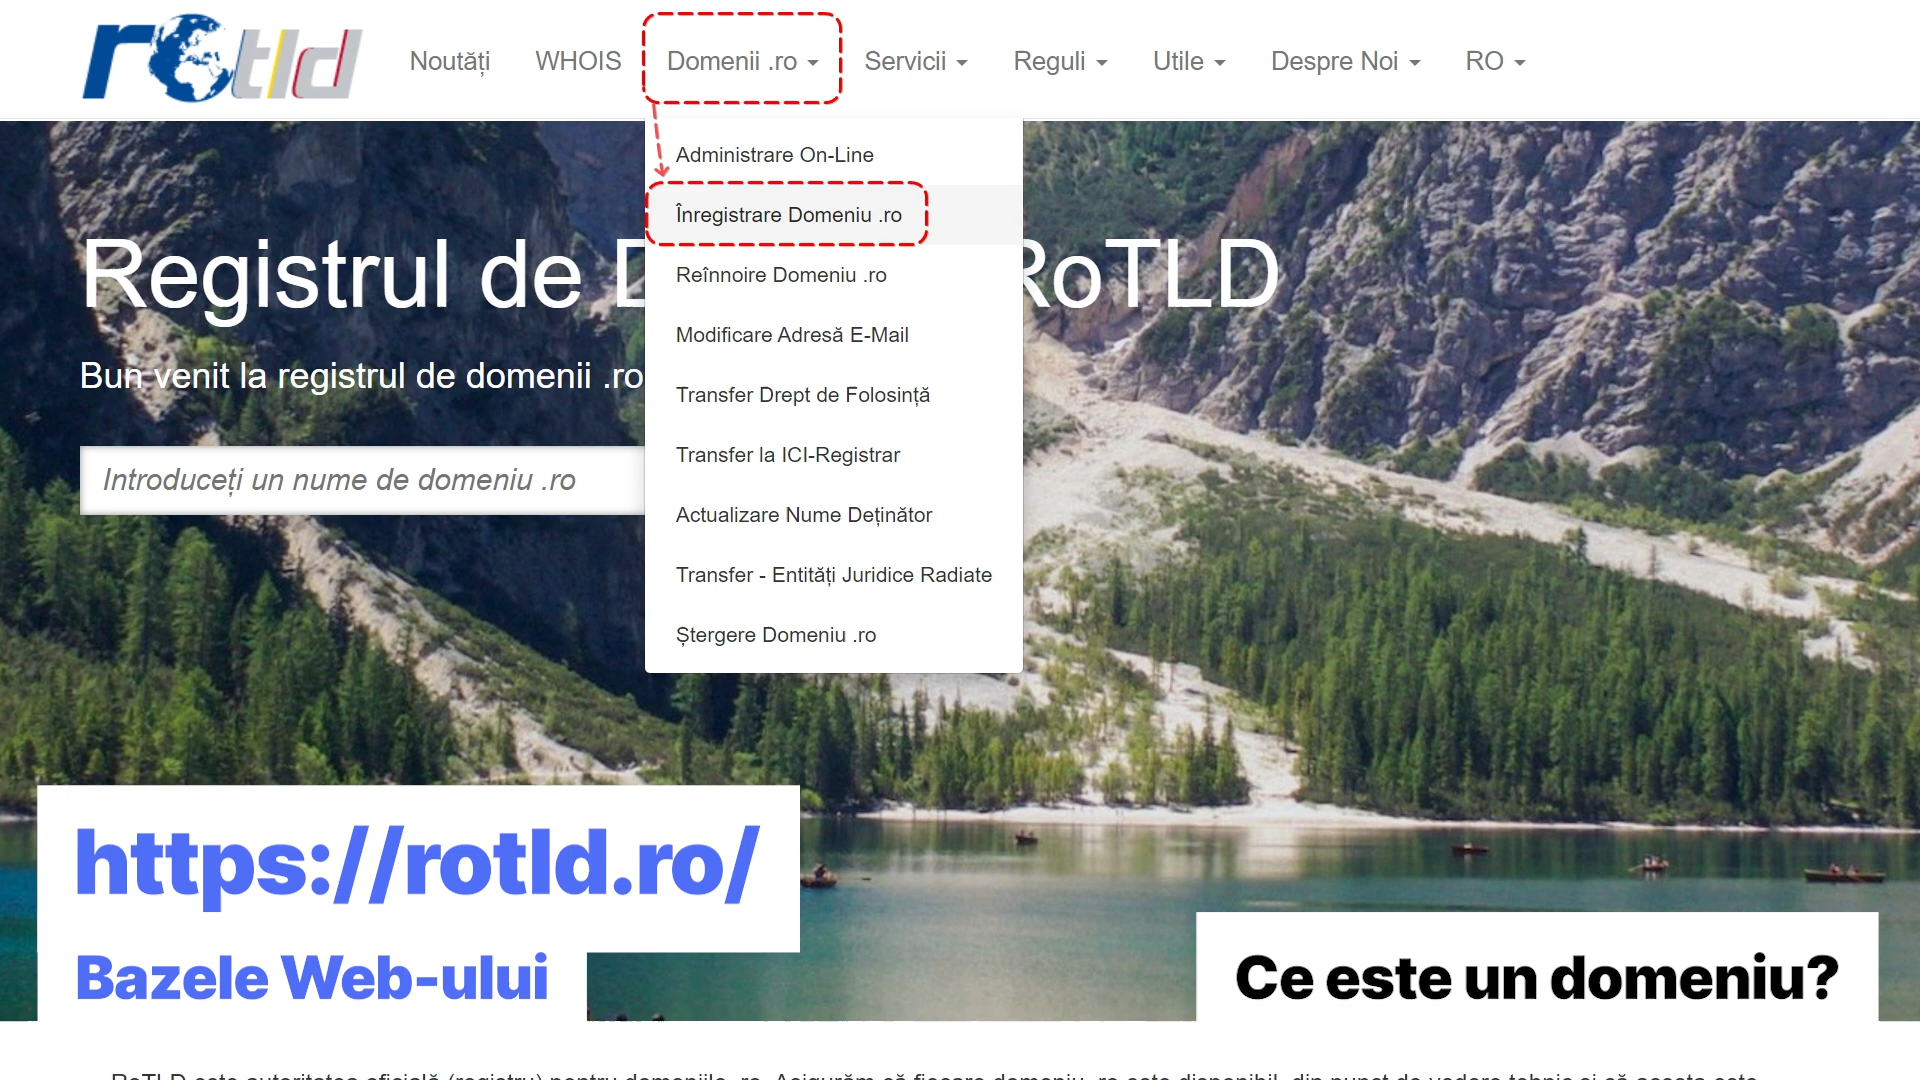 rotld
Noutăți WHOIS Domenii .ro Servicii Reguli Utile Despre Noi RO
Administrare On-Line
Înregistrare Domeniu .ro
Reînnoire Domeniu .ro
Modificare Adresă E-Mail
Transfer Drept de Folosință
Transfer la ICI-Registrar
Actualizare Nume Deținător
Transfer - Entități Juridice Radiate
Ștergere Domeniu .ro
Registrul de RoTLD
Bun venit la registrul de domenii .ro
Introduceți un nume de domeniu .ro
https://rotld.ro/
Bazele Web-ului
Ce este un domeniu?